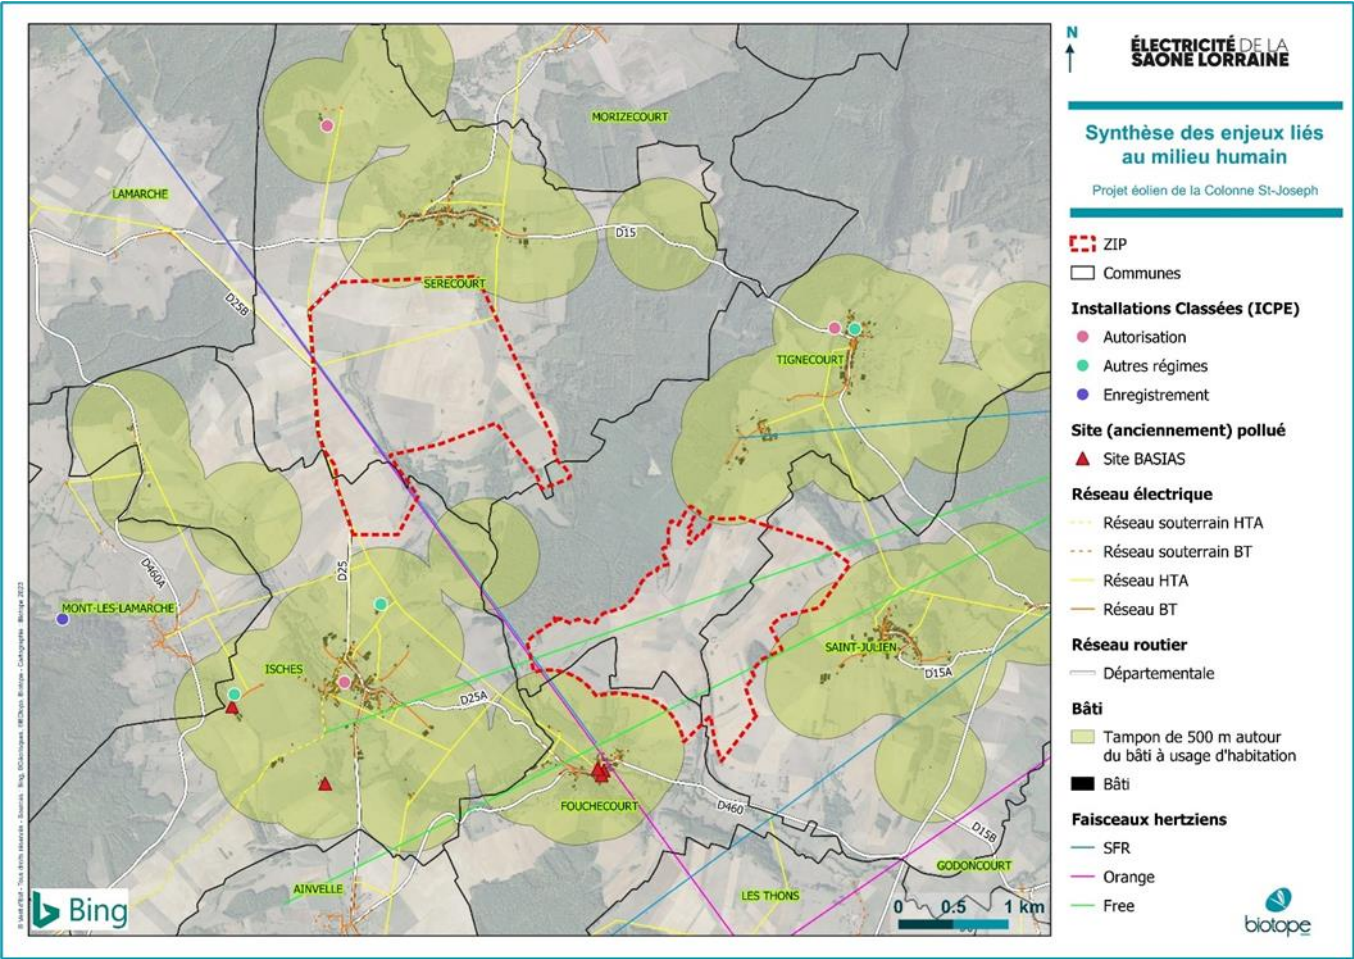 N
ÉLECTRICITÉ DE LA
SAÔNE LORRAINE
Synthèse des enjeux liés
au milieu humain
Projet éolien de la Colonne St-Joseph
ZIP
Communes
Installations Classées (ICPE)
Autorisation
Autres régimes
Enregistrement
Site (anciennement) pollué
Site BASIAS
Réseau électrique
Réseau souterrain HTA
Réseau souterrain BT
Réseau HTA
Réseau BT
Réseau routier
Départementale
Bâti
Tampon de 500 m autour
du bâti à usage d'habitation
Bâti
Faisceaux hertziens
SFR
Orange
Free
biotope
MORIZECOURT
LAMARCHE
D15
SERECOURT
D25B
TIGNECOURT
D460A
D25
MONT-LES-LAMARCHE
SAINT-JULIEN
ISCHES
D15A
D25A
FOUCHECOURT
D460
D15B
GODONCOURT
AINVELLE
LES THONS
Bing
0 0.5 1 km